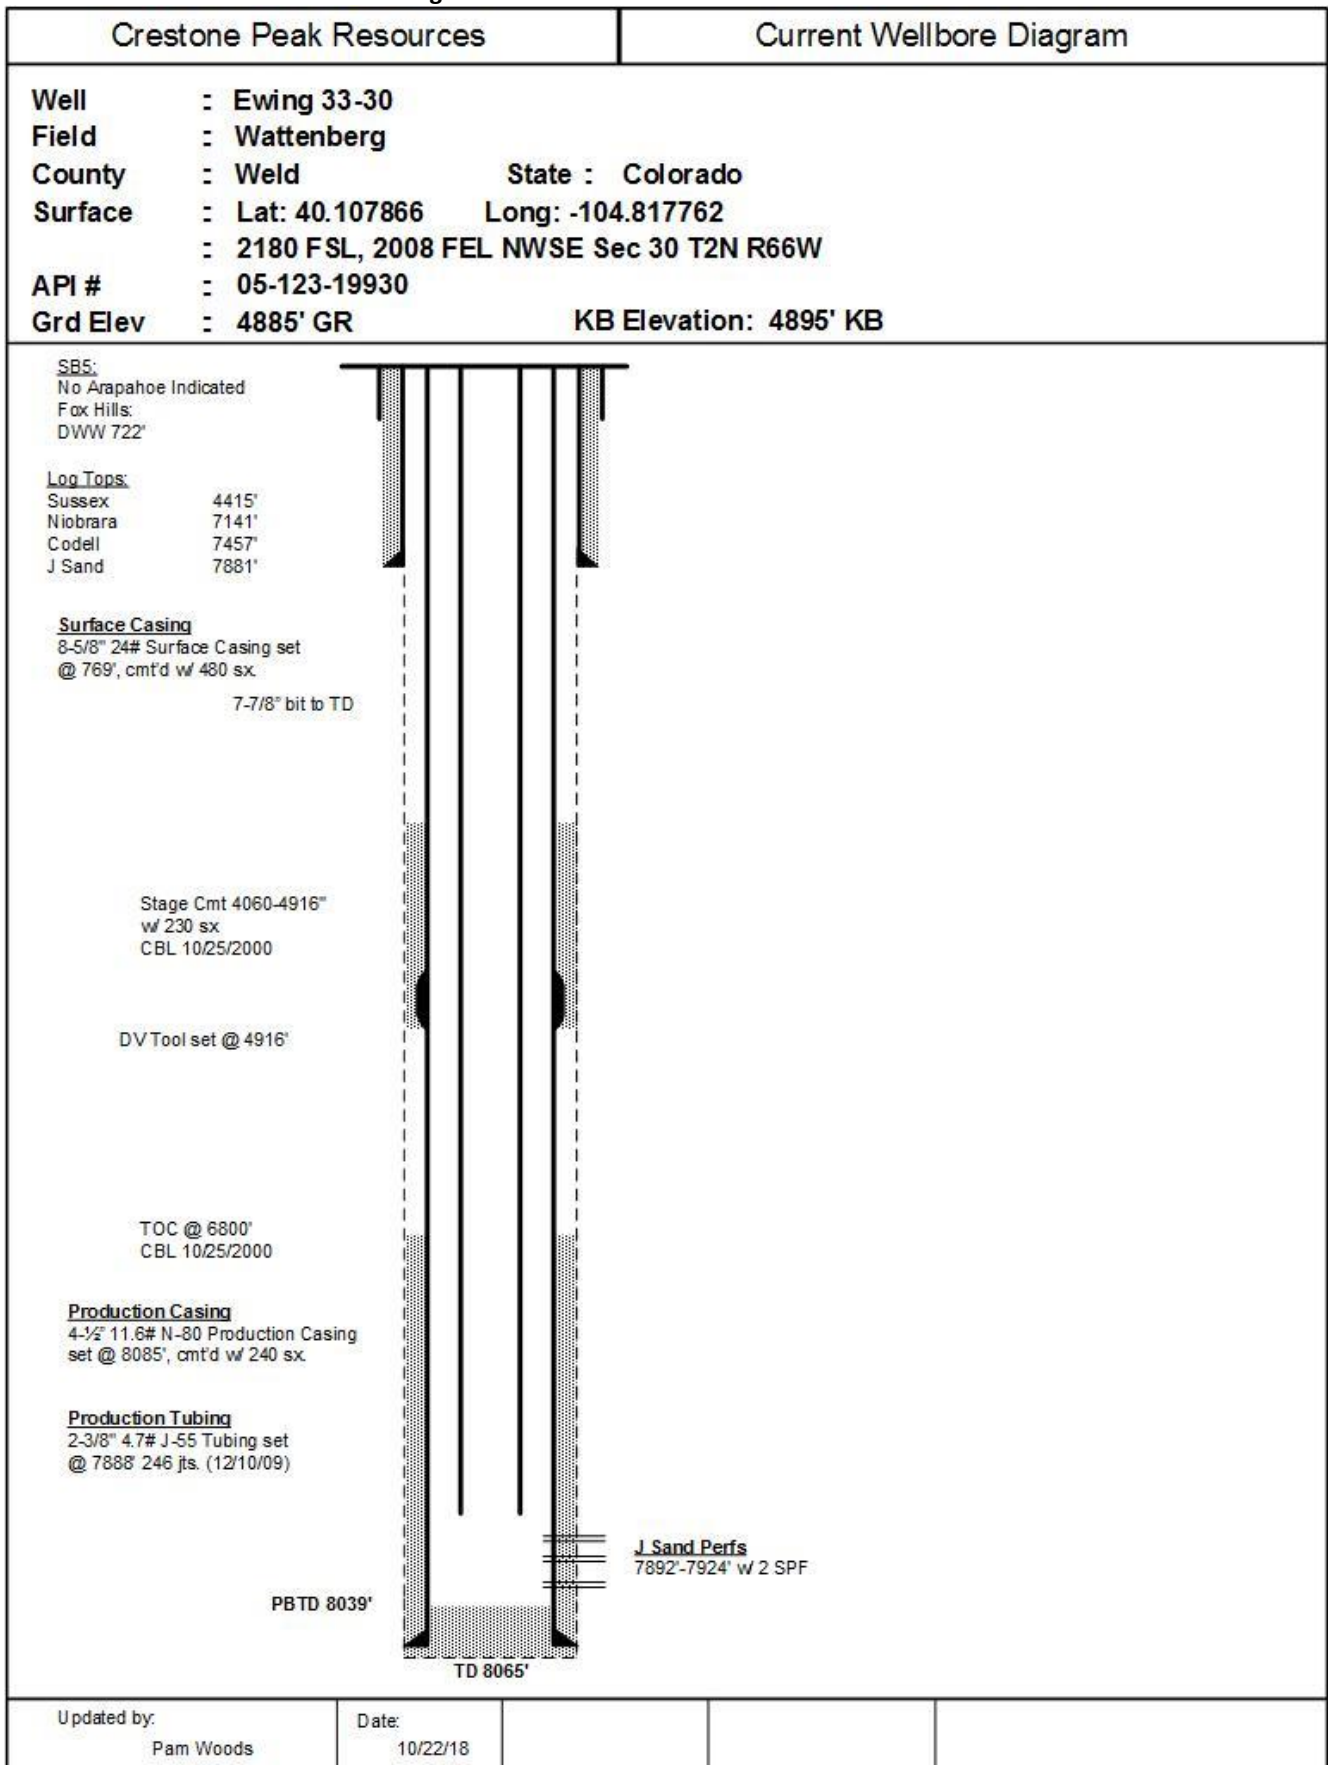 Crestone Peak Resources
Current Wellbore Diagram
Well : Ewing 33-30
Field : Wattenberg
County : Weld State : Colorado
Surface : Lat: 40.107866 Long: -104.817762
: 2180 FSL, 2008 FEL NWSE Sec 30 T2N R66W
API # : 05-123-19930
Grd Elev : 4885' GR KB Elevation: 4895' KB
SB5:
No Arapahoe Indicated
Fox Hills:
DWW 722'
Log Tops:
Sussex 4415'
Niobrara 7141'
Codell 7457'
J Sand 7881'
Surface Casing
8-5/8" 24# Surface Casing set
@ 769', cmt'd w/ 480 sx.
7-7/8" bit to TD
Stage Cmt 4060-4916"
w/ 230 sx
CBL 10/25/2000
DV Tool set @ 4916'
TOC @ 6800'
CBL 10/25/2000
Production Casing
4-½" 11.6# N-80 Production Casing
set @ 8085', cmt'd w/ 240 sx.
Production Tubing
2-3/8" 4.7# J-55 Tubing set
@ 7888' 246 jts. (12/10/09)
J Sand Perfs
7892'-7924' w/ 2 SPF
PBTD 8039'
TD 8065'
Updated by: Date:
Pam Woods 10/22/18